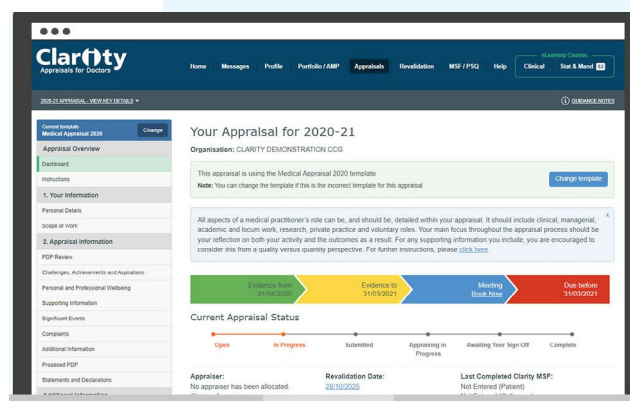 Clarity
Appraisals for Doctors
Home Messages Profile Portfolio / AMP Appraisals Revalidation MSF / PSQ Help
eLearning Courses
Clinical Stat & Mand 63
2020-21 APPRAISAL - VIEW KEY DETAILS
GUIDANCE NOTES
Current template
Medical Appraisal 2020
Change
Appraisal Overview
Dashboard
Instructions
1. Your Information
Personal Details
Scope of Work
2. Appraisal Information
PDP Review
Challenges, Achievements and Aspirations
Personal and Professional Wellbeing
Supporting Information
Significant Events
Complaints
Additional Information
Proposed PDP
Statements and Declarations
Additional Information
Your Appraisal for 2020-21
Organisation: CLARITY DEMONSTRATION CCG
This appraisal is using the Medical Appraisal 2020 template
Note: You can change the template if this is the incorrect template for this appraisal
Change template
All aspects of a medical practitioner's role can be, and should be, detailed within your appraisal. It should include clinical, managerial,
academic and locum work, research, private practice and voluntary roles. Your main focus throughout the appraisal process should be
your reflection on both your activity and the outcomes as a result. For any supporting information you include, you are encouraged to
consider this from a quality versus quantity perspective. For further instructions, please click here.
x
Evidence from
01/04/2020
Evidence to
31/03/2021
Meeting
Book Now
Due before
31/03/2021
Current Appraisal Status
Open
In Progress
Submitted
Appraising in
Progress
Awaiting Your Sign Off
Complete
Appraiser:
No appraiser has been allocated.
Revalidation Date:
28/10/2025
Last Completed Clarity MSF:
Not Entered (Patient)